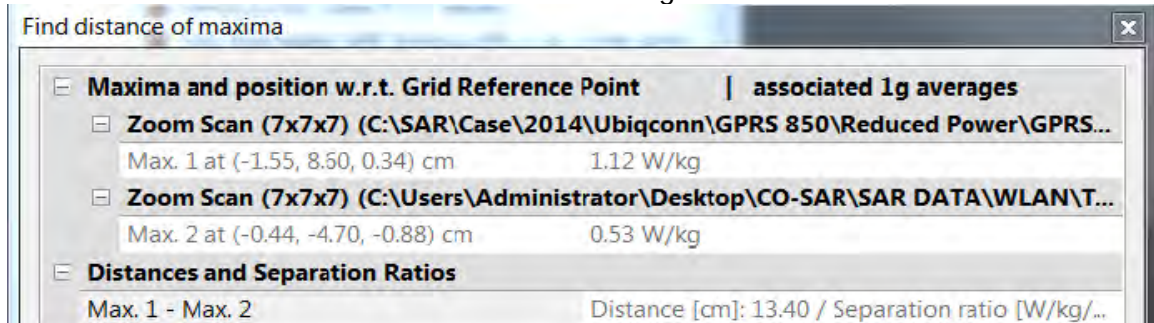 Find distance of maxima
Maxima and position w.r.t. Grid Reference Point | associated 1g averages
Zoom Scan (7x7x7) (C:\SAR\Case\2014\Ubiqconn\GPRS 850\Reduced Power\GPRS...
Max. 1 at (-1.55, 8.60, 0.34) cm 1.12 W/kg
Zoom Scan (7x7x7) (C:\Users\Administrator\Desktop\CO-SAR\SAR DATA\WLAN\T...
Max. 2 at (-0.44, -4.70, -0.88) cm 0.53 W/kg
Distances and Separation Ratios
Max. 1 - Max. 2 Distance [cm]: 13.40 / Separation ratio [W/kg/...